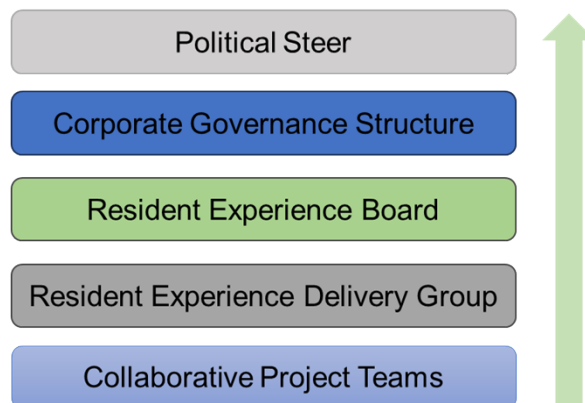 Political Steer
Corporate Governance Structure
Resident Experience Board
Resident Experience Delivery Group
Collaborative Project Teams